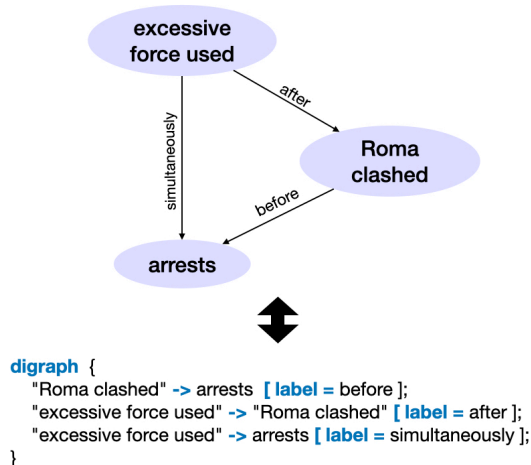 excessive
force used
after
simultaneously
Roma
clashed
before
arrests
digraph {
"Roma clashed" -> arrests [ label = before ];
"excessive force used" -> "Roma clashed" [ label = after ];
"excessive force used" -> arrests [ label = simultaneously ];
}